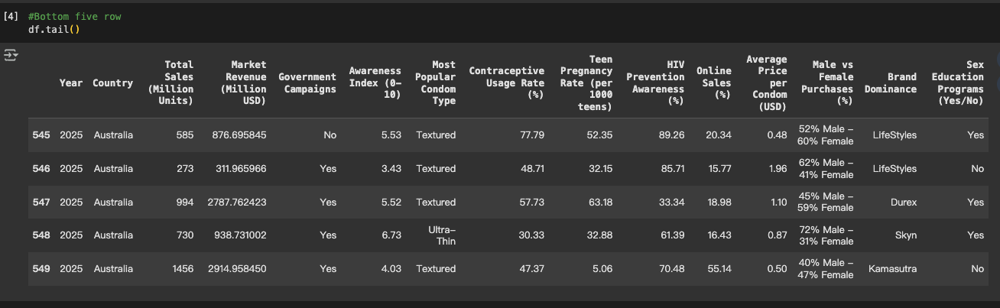 [4] #Bottom five row
df.tail()
Year Country Total Sales (Million Units) Market Revenue (Million USD) Government Campaigns Awareness Index (0-10) Most Popular Condom Type Contraceptive Usage Rate (%) Teen Pregnancy Rate (per 1000 teens) HIV Prevention Awareness (%) Online Sales (%) Average Price per Condom (USD) Male vs Female Purchases (%) Brand Dominance Sex Education Programs (Yes/No)
545 2025 Australia 585 876.695845 No 5.53 Textured 77.79 52.35 89.26 20.34 0.48 52% Male – 60% Female LifeStyles Yes
546 2025 Australia 273 311.965966 Yes 3.43 Textured 48.71 32.15 85.71 15.77 1.96 62% Male – 41% Female LifeStyles No
547 2025 Australia 994 2787.762423 Yes 5.52 Textured 57.73 63.18 33.34 18.98 1.10 45% Male – 59% Female Durex Yes
548 2025 Australia 730 938.731002 Yes 6.73 Ultra-Thin 30.33 32.88 61.39 16.43 0.87 72% Male – 31% Female Skyn Yes
549 2025 Australia 1456 2914.958450 Yes 4.03 Textured 47.37 5.06 70.48 55.14 0.50 40% Male – 47% Female Kamasutra No